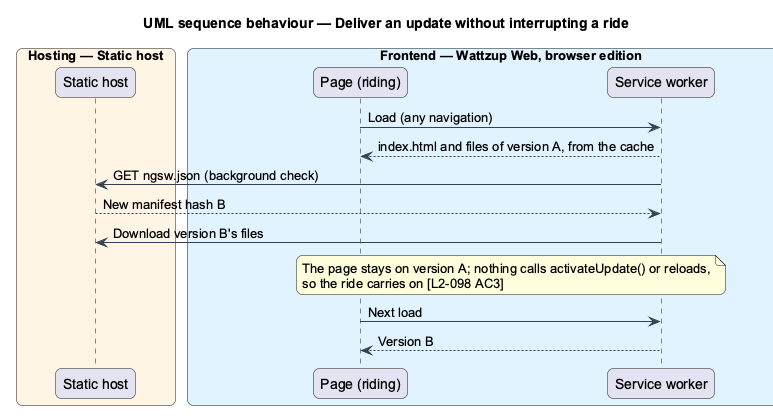 UML sequence behaviour — Deliver an update without interrupting a ride
Hosting — Static host
Frontend — Wattzup Web, browser edition
Static host
Page (riding)
Service worker
Load (any navigation)
index.html and files of version A, from the cache
GET ngsw.json (background check)
New manifest hash B
Download version B's files
The page stays on version A; nothing calls activateUpdate() or reloads,
so the ride carries on [L2-098 AC3]
Next load
Version B
Static host
Page (riding)
Service worker